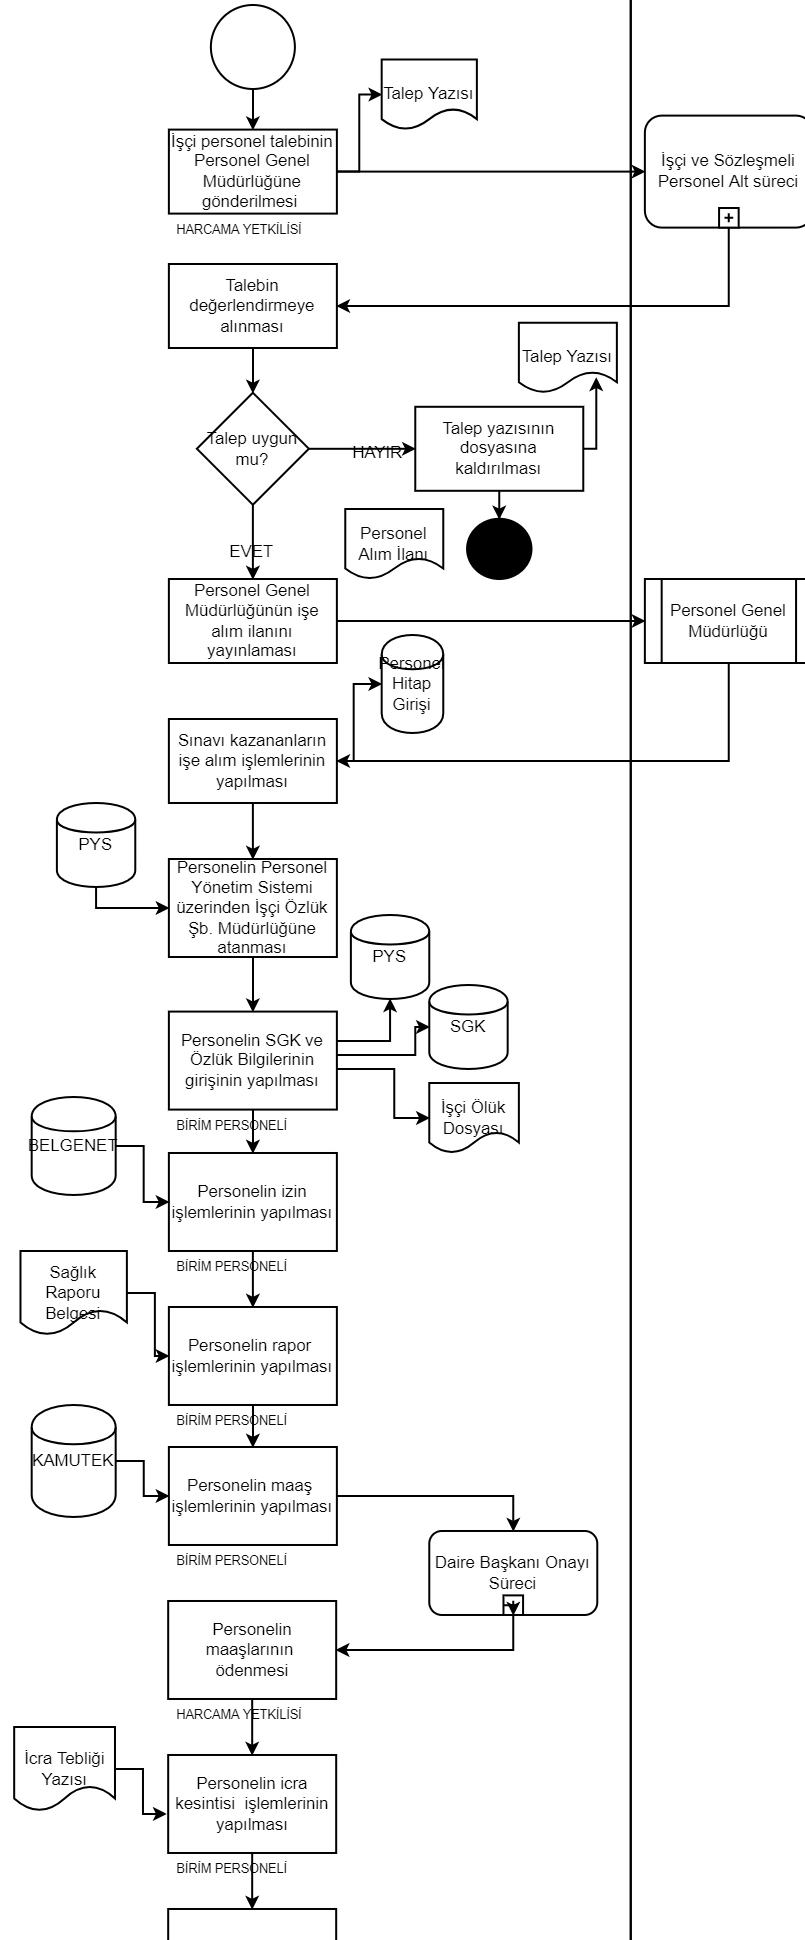 Talep Yazısı
İşçi personel talebinin
Personel Genel
Müdürlüğüne
gönderilmesi
HARCAMA YETKİLİSİ
İşçi ve Sözleşmeli
Personel Alt süreci
Talebin
değerlendirmeye
alınması
Talep Yazısı
Talep uygun
mu?
HAYIR
Talep yazısının
dosyasına
kaldırılması
EVET
Personel
Alım İlanı
Personel Genel
Müdürlüğünün işe
alım ilanını
yayınlaması
Personel Genel
Müdürlüğü
Personel
Hitap
Girişi
Sınavı kazananların
işe alım işlemlerinin
yapılması
PYS
Personelin Personel
Yönetim Sistemi
üzerinden İşçi Özlük
Şb. Müdürlüğüne
atanması
PYS
SGK
Personelin SGK ve
Özlük Bilgilerinin
girişinin yapılması
BİRİM PERSONELİ
İşçi Ölük
Dosyası
BELGENET
Personelin izin
işlemlerinin yapılması
BİRİM PERSONELİ
Sağlık
Raporu
Belgesi
Personelin rapor
işlemlerinin yapılması
BİRİM PERSONELİ
KAMUTEK
Personelin maaş
işlemlerinin yapılması
BİRİM PERSONELİ
Daire Başkanı Onayı
Süreci
Personelin
maaşlarının
ödenmesi
HARCAMA YETKİLİSİ
İcra Tebliği
Yazısı
Personelin icra
kesintisi  işlemlerinin
yapılması
BİRİM PERSONELİ